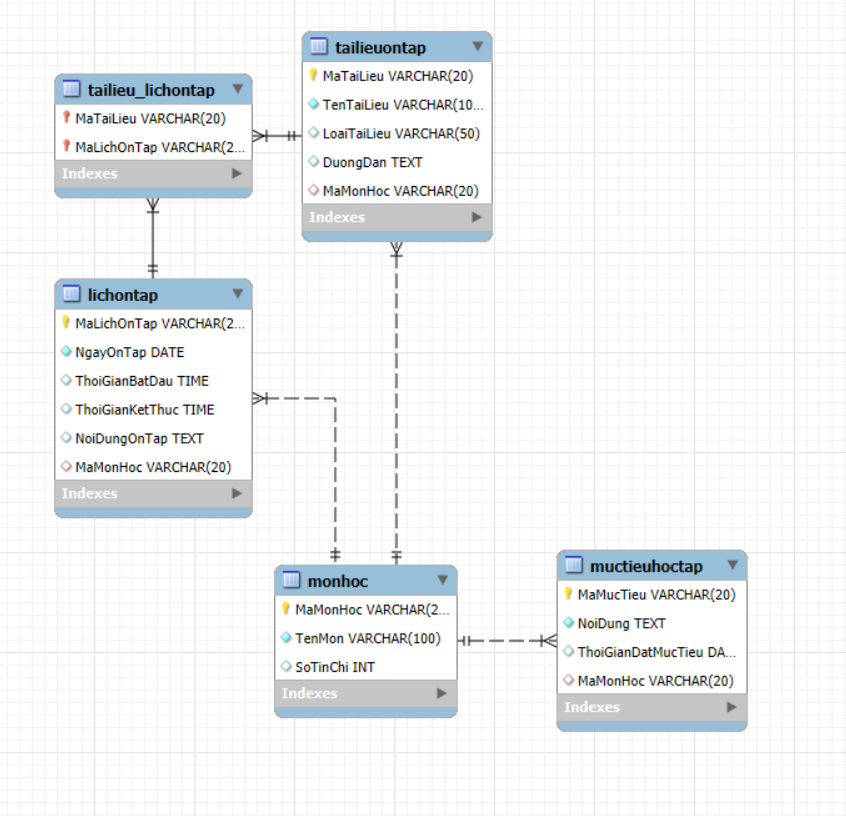 tailieuontap
MaTaiLieu VARCHAR(20)
TenTaiLieu VARCHAR(10...
LoaiTaiLieu VARCHAR(50)
DuongDan TEXT
MaMonHoc VARCHAR(20)
Indexes
tailieu_lichontap
MaTaiLieu VARCHAR(20)
MaLichOnTap VARCHAR(2...
Indexes
lichontap
MaLichOnTap VARCHAR(2...
NgayOnTap DATE
ThoiGianBatDau TIME
ThoiGianKetThuc TIME
NoiDungOnTap TEXT
MaMonHoc VARCHAR(20)
Indexes
monhoc
MaMonHoc VARCHAR(2...
TenMon VARCHAR(100)
SoTinChi INT
Indexes
muctieuhoctap
MaMucTieu VARCHAR(20)
NoiDung TEXT
ThoiGianDatMucTieu DA...
MaMonHoc VARCHAR(20)
Indexes